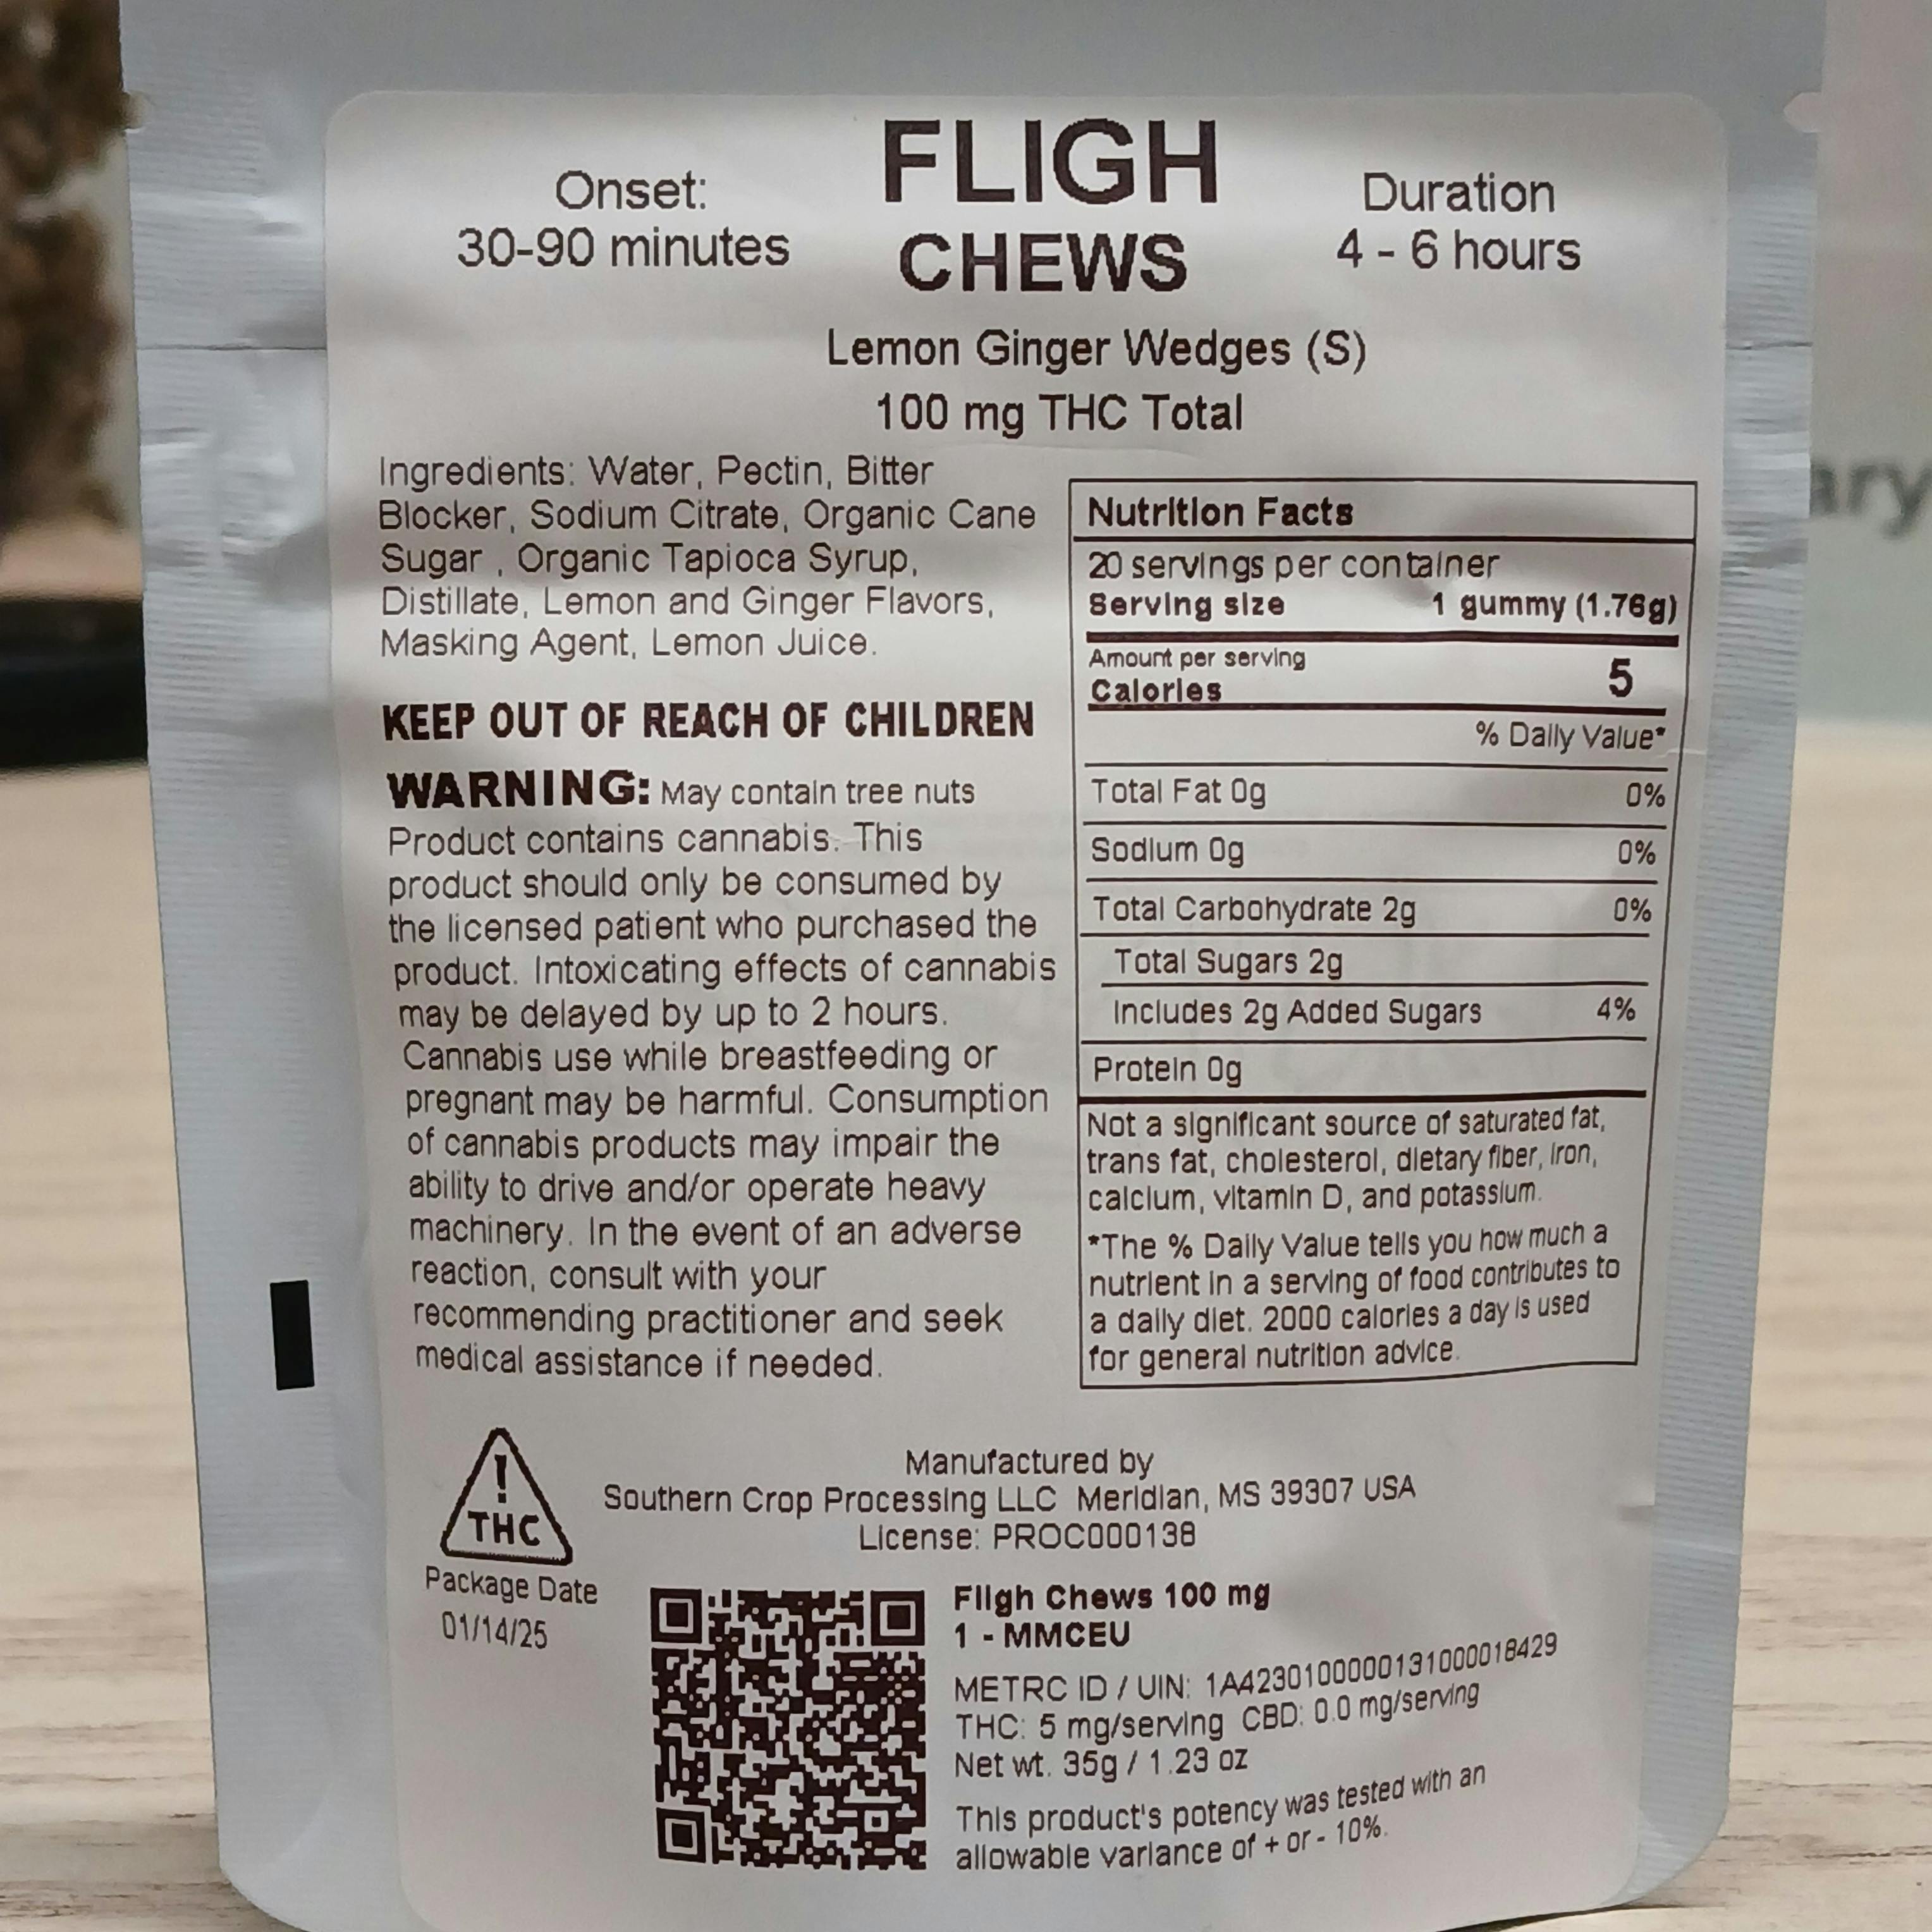 FLIGH
CHEWS
Onset:
30-90 minutes
Duration
4 - 6 hours
Lemon Ginger Wedges (S)
100 mg THC Total
Ingredients: Water, Pectin, Bitter
Blocker, Sodium Citrate, Organic Cane
Sugar , Organic Tapioca Syrup,
Distillate, Lemon and Ginger Flavors,
Masking Agent, Lemon Juice.
KEEP OUT OF REACH OF CHILDREN
WARNING: May contain tree nuts
Product contains cannabis. This
product should only be consumed by
the licensed patient who purchased the
product. Intoxicating effects of cannabis
may be delayed by up to 2 hours.
Cannabis use while breastfeeding or
pregnant may be harmful. Consumption
of cannabis products may impair the
ability to drive and/or operate heavy
machinery. In the event of an adverse
reaction, consult with your
recommending practitioner and seek
medical assistance if needed.
Nutrition Facts
20 servings per container
Serving size 1 gummy (1.76g)
Amount per serving
Calories 5
% Daily Value*
Total Fat 0g 0%
Sodium 0g 0%
Total Carbohydrate 2g 0%
Total Sugars 2g
Includes 2g Added Sugars 4%
Protein 0g
Not a significant source of saturated fat,
trans fat, cholesterol, dietary fiber, iron,
calcium, vitamin D, and potassium.
*The % Daily Value tells you how much a
nutrient in a serving of food contributes to
a daily diet. 2000 calories a day is used
for general nutrition advice.
!
THC
Package Date
01/14/25
Manufactured by
Southern Crop Processing LLC Meridian, MS 39307 USA
License: PROC000138
Fligh Chews 100 mg
1 - MMCEU
METRC ID / UIN: 1A4230100000131000018429
THC: 5 mg/serving CBD: 0.0 mg/serving
Net wt. 35g / 1.23 oz
This product's potency was tested with an
allowable variance of + or - 10%.